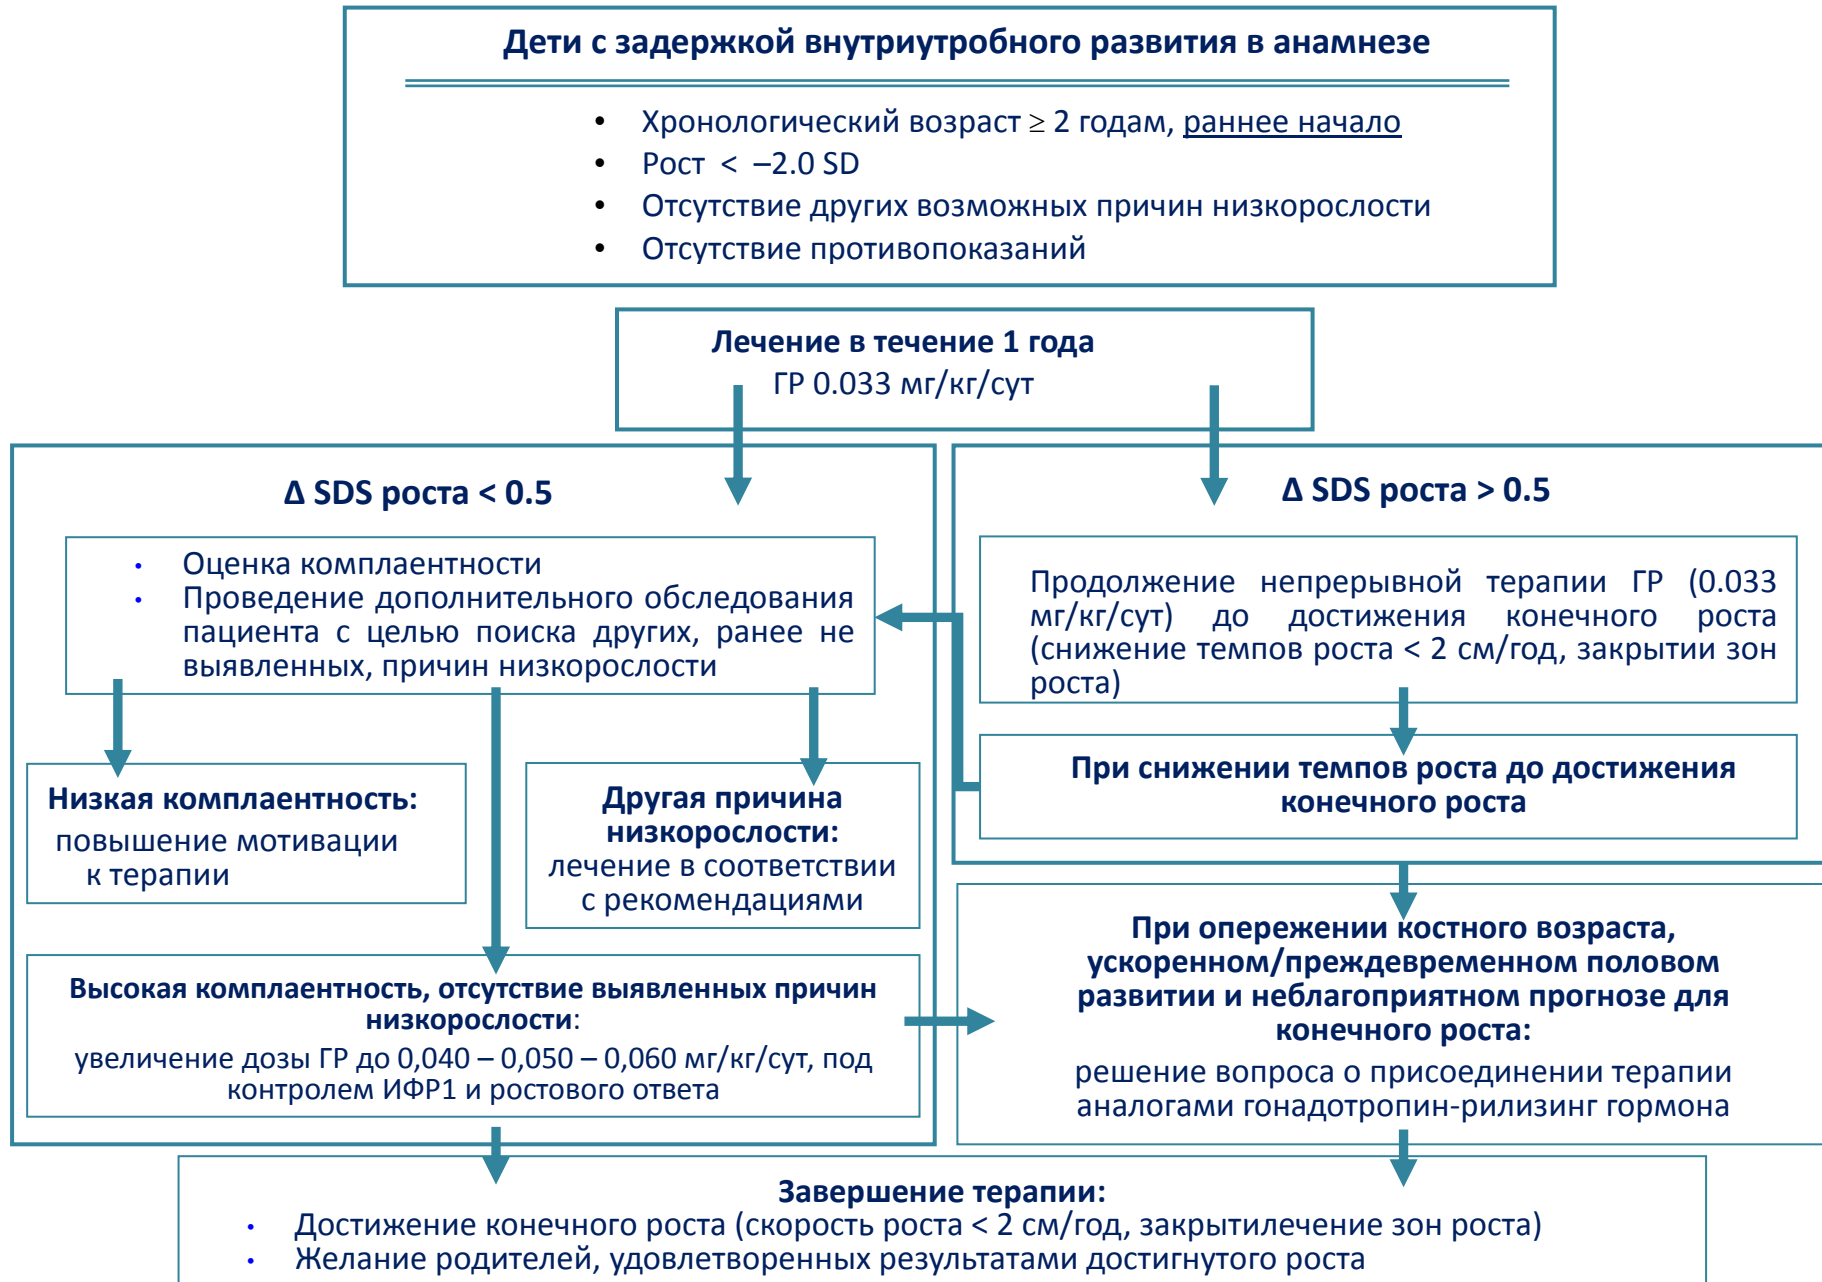 Дети с задержкой внутриутробного развития в анамнезе
• Хронологический возраст ≥ 2 годам, раннее начало
• Рост < –2.0 SD
• Отсутствие других возможных причин низкорослости
• Отсутствие противопоказаний
Лечение в течение 1 года
ГР 0.033 мг/кг/сут
Δ SDS роста < 0.5
• Оценка комплаентности
• Проведение дополнительного обследования
пациента с целью поиска других, ранее не
выявленных, причин низкорослости
Низкая комплаентность:
повышение мотивации
к терапии
Другая причина
низкорослости:
лечение в соответствии
с рекомендациями
Высокая комплаентность, отсутствие выявленных причин
низкорослости:
увеличение дозы ГР до 0,040 – 0,050 – 0,060 мг/кг/сут, под
контролем ИФР1 и ростового ответа
Δ SDS роста > 0.5
Продолжение непрерывной терапии ГР (0.033
мг/кг/сут) до достижения конечного роста
(снижение темпов роста < 2 см/год, закрытии зон
роста)
При снижении темпов роста до достижения
конечного роста
При опережении костного возраста,
ускоренном/преждевременном половом
развитии и неблагоприятном прогнозе для
конечного роста:
решение вопроса о присоединении терапии
аналогами гонадотропин-рилизинг гормона
Завершение терапии:
• Достижение конечного роста (скорость роста < 2 см/год, закрытилечение зон роста)
• Желание родителей, удовлетворенных результатами достигнутого роста